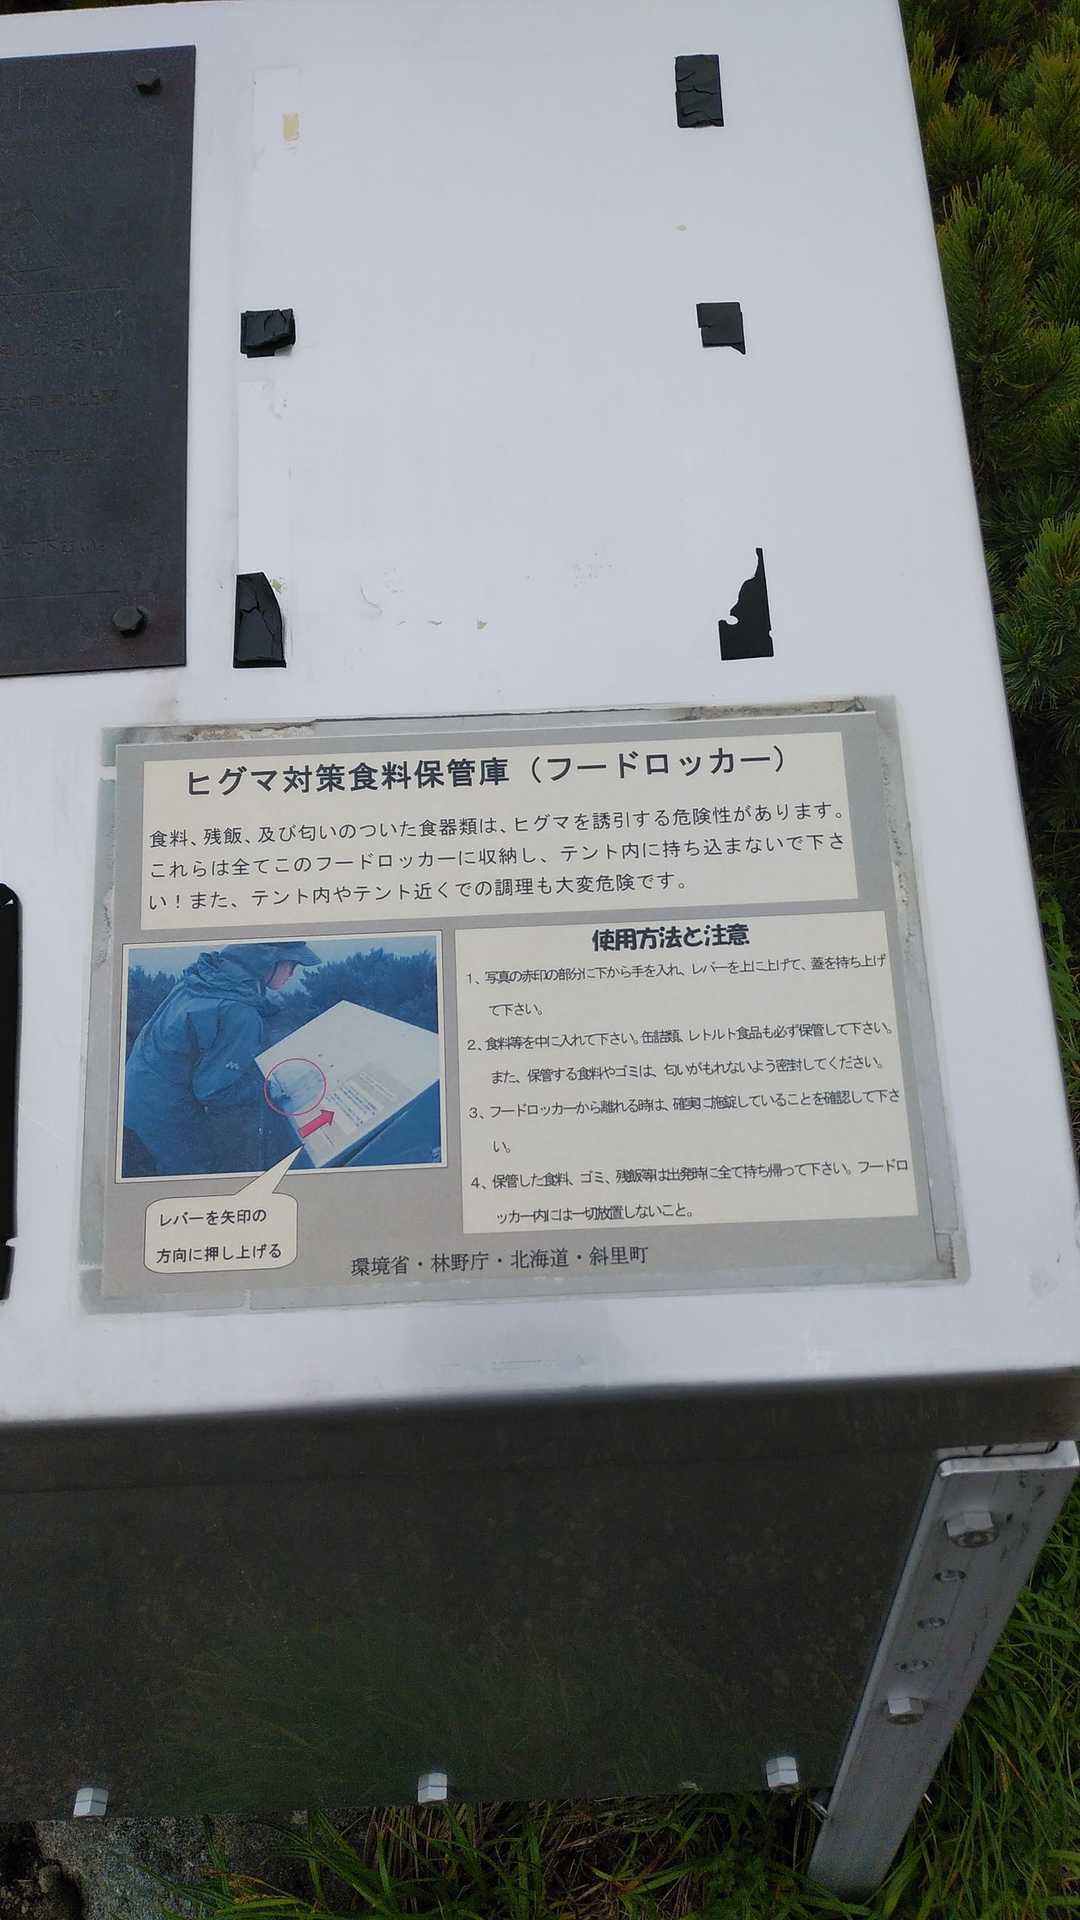 ヒグマ対策食料保管庫（フードロッカー）
食料、残飯、及び匂いのついた食器類は、ヒグマを誘引する危険性があります。
これらは全てこのフードロッカーに収納し、テント内に持ち込まないで下さ
い！また、テント内やテント近くでの調理も大変危険です。
使用方法と注意
1、写真の赤印の部分に下から手を入れ、レバーを上に上げて、蓋を持ち上げ
て下さい。
2、食料等を中に入れて下さい。缶詰類、レトルト食品も必ず保管して下さい。
また、保管する食料やゴミは、匂いがもれないよう密封してください。
3、フードロッカーから離れる時は、確実に施錠していることを確認して下さ
い。
4、保管した食料、ゴミ、残飯等は出発時に全て持ち帰って下さい。フードロ
ッカー内には一切放置しないこと。
レバーを矢印の
方向に押し上げる
環境省・林野庁・北海道・斜里町